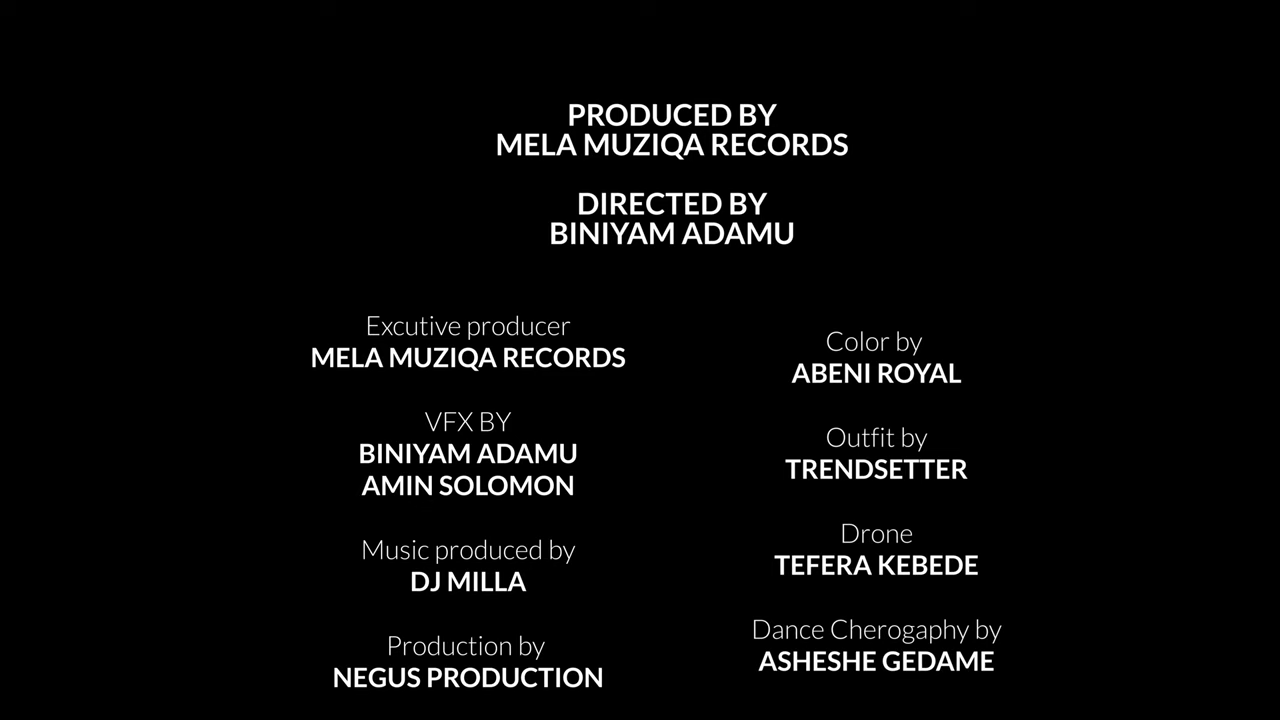 PRODUCED BY
MELA MUZIQA RECORDS
DIRECTED BY
BINIYAM ADAMU
Excutive producer
MELA MUZIQA RECORDS
VFX BY
BINIYAM ADAMU
AMIN SOLOMON
Music produced by
DJ MILLA
Production by
NEGUS PRODUCTION
Color by
ABENI ROYAL
Outfit by
TRENDSETTER
Drone
TEFERA KEBEDE
Dance Cherogaphy by
ASHESHE GEDAME